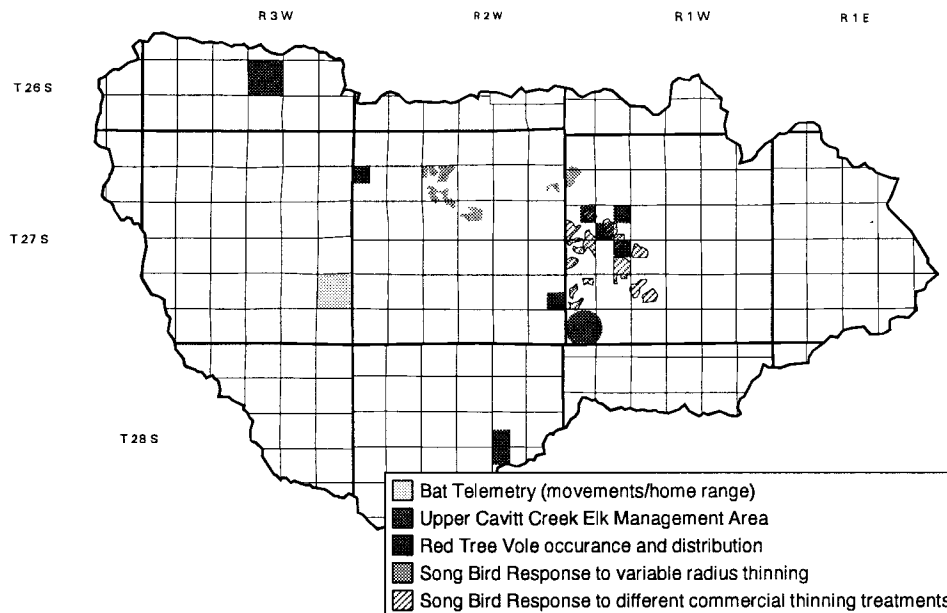 R 3 W R 2 W R 1 W R 1 E
T 26 S
T 27 S
T 28 S
Bat Telemetry (movements/home range)
Upper Cavitt Creek Elk Management Area
Red Tree Vole occurance and distribution
Song Bird Response to variable radius thinning
Song Bird Response to different commercial thinning treatments